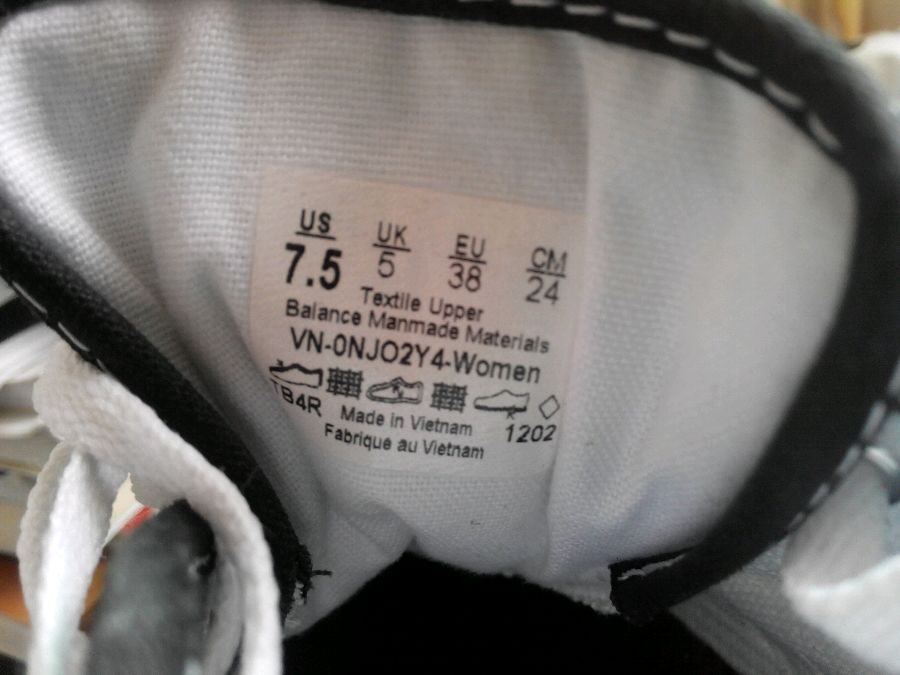 US UK EU CM
7.5 5 38 24
Textile Upper
Balance Manmade Materials
VN-0NJO2Y4-Women
TB4R Made in Vietnam 1202
Fabriqué au Vietnam